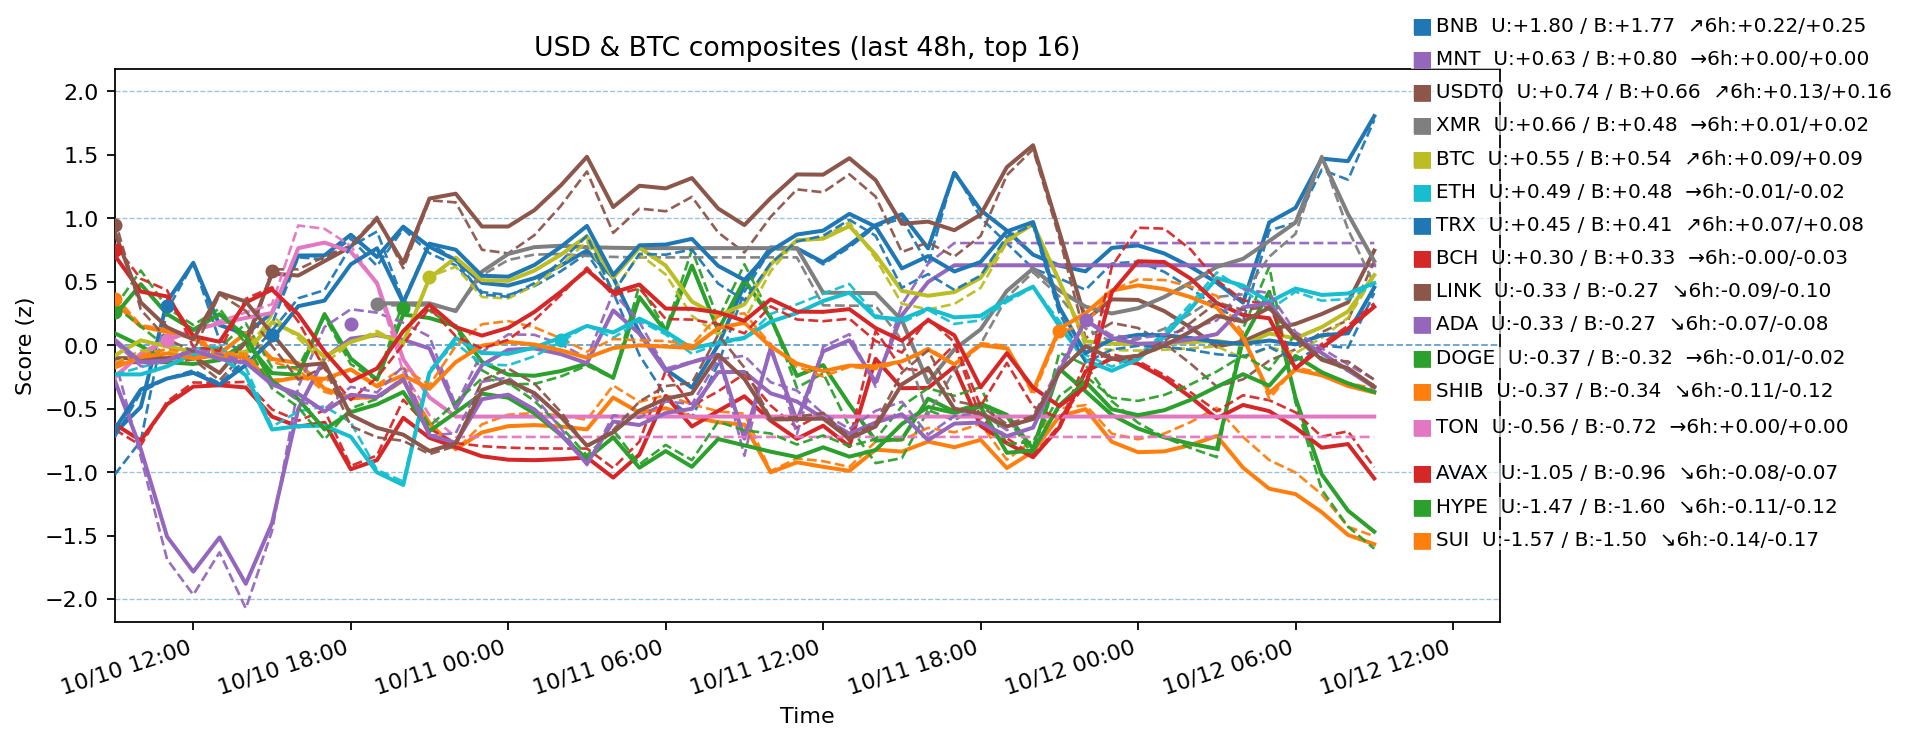 USD & BTC composites (last 48h, top 16)
BNB U:+1.80 / B:+1.77 ↗6h:+0.22/+0.25
MNT U:+0.63 / B:+0.80 →6h:+0.00/+0.00
USDT0 U:+0.74 / B:+0.66 ↗6h:+0.13/+0.16
XMR U:+0.66 / B:+0.48 →6h:+0.01/+0.02
BTC U:+0.55 / B:+0.54 ↗6h:+0.09/+0.09
ETH U:+0.49 / B:+0.48 →6h:-0.01/-0.02
TRX U:+0.45 / B:+0.41 ↗6h:+0.07/+0.08
BCH U:+0.30 / B:+0.33 →6h:-0.00/-0.03
LINK U:-0.33 / B:-0.27 ↘6h:-0.09/-0.10
ADA U:-0.33 / B:-0.27 ↘6h:-0.07/-0.08
DOGE U:-0.37 / B:-0.32 →6h:-0.01/-0.02
SHIB U:-0.37 / B:-0.34 ↘6h:-0.11/-0.12
TON U:-0.56 / B:-0.72 →6h:+0.00/+0.00
AVAX U:-1.05 / B:-0.96 ↘6h:-0.08/-0.07
HYPE U:-1.47 / B:-1.60 ↘6h:-0.11/-0.12
SUI U:-1.57 / B:-1.50 ↘6h:-0.14/-0.17
Score (z)
2.0
1.5
1.0
0.5
0.0
−0.5
−1.0
−1.5
−2.0
10/10 12:00
10/10 18:00
10/11 00:00
10/11 06:00
10/11 12:00
10/11 18:00
10/12 00:00
10/12 06:00
10/12 12:00
Time